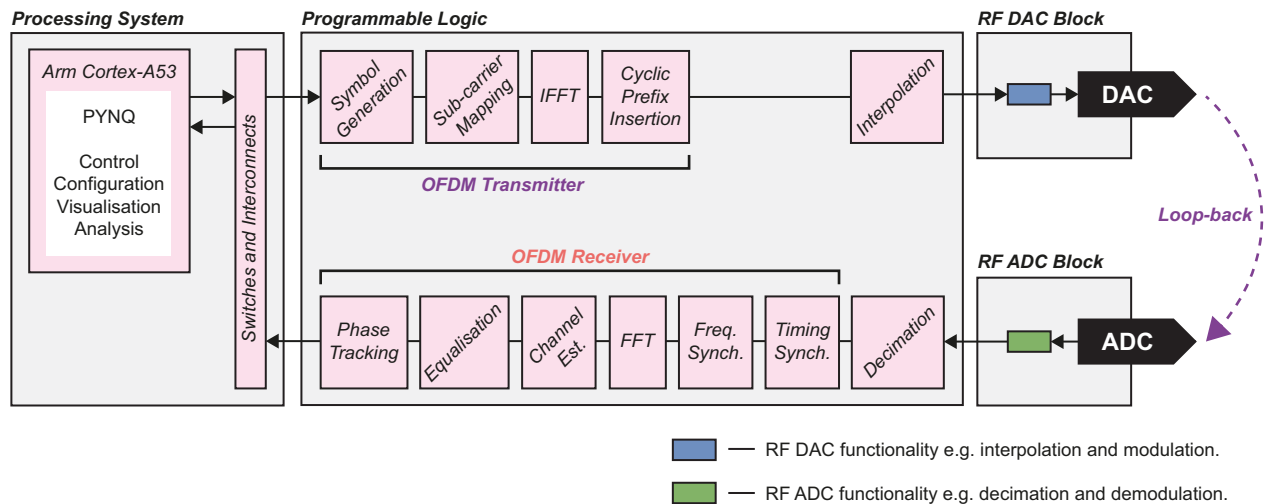 Processing System
Programmable Logic
RF DAC Block
Arm Cortex-A53
PYNQ
Control
Configuration
Visualisation
Analysis
Switches and Interconnects
Symbol
Generation
Sub-carrier
Mapping
IFFT
Cyclic
Prefix
Insertion
Interpolation
DAC
OFDM Transmitter
Loop-back
OFDM Receiver
RF ADC Block
Phase
Tracking
Equalisation
Channel
Est.
FFT
Freq.
Synch.
Timing
Synch.
Decimation
ADC
— RF DAC functionality e.g. interpolation and modulation.
— RF ADC functionality e.g. decimation and demodulation.